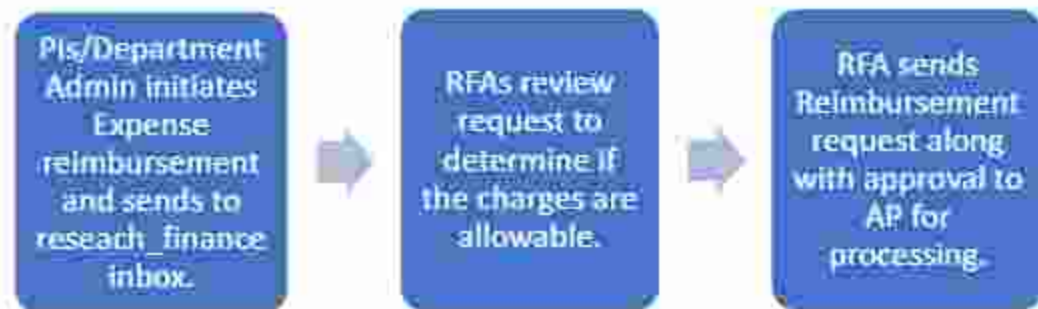 PIs/Department
Admin initiates
Expense
reimbursement
and sends to
reseach_finance
inbox.
RFAs review
request to
determine if
the charges are
allowable.
RFA sends
Reimbursement
request along
with approval to
AP for
processing.